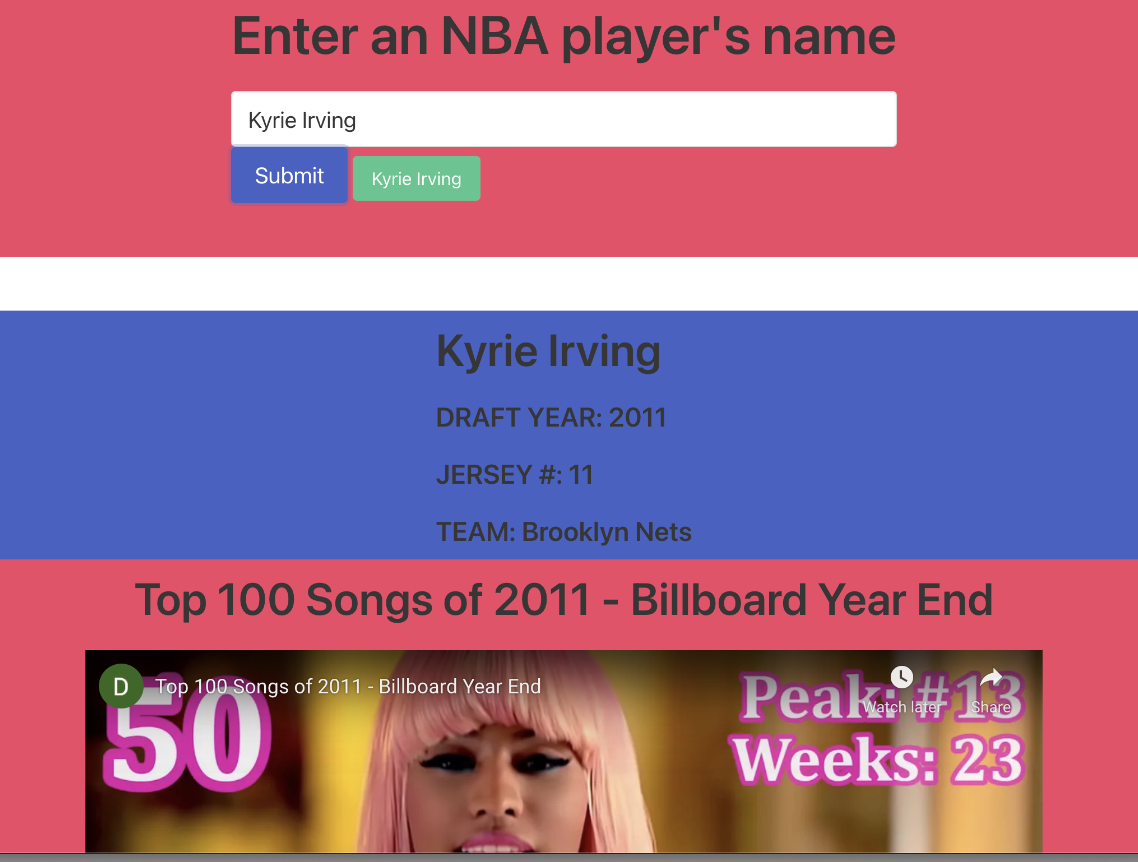 Enter an NBA player's name
Kyrie Irving
Submit
Kyrie Irving
Kyrie Irving
DRAFT YEAR: 2011
JERSEY #: 11
TEAM: Brooklyn Nets
Top 100 Songs of 2011 - Billboard Year End
D
Top 100 Songs of 2011 - Billboard Year End
50
Peak: #13
Watch later
Share
Weeks: 23